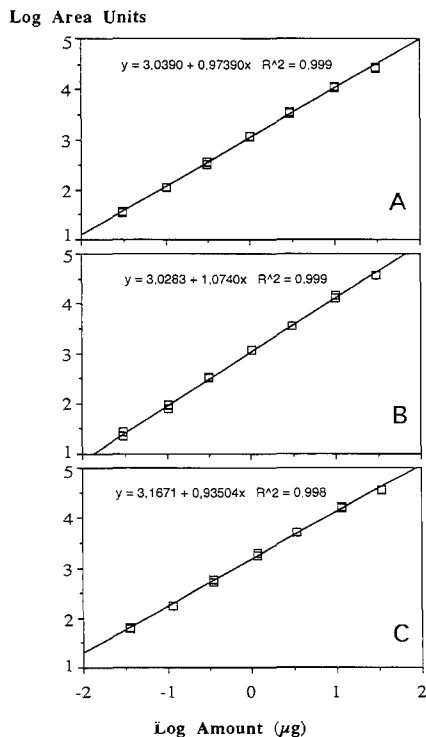 Log Area Units
5
y = 3,0390 + 0,97390x R^2 = 0,999
4
3
2
A
1
5
y = 3,0283 + 1,0740x R^2 = 0,999
4
3
2
B
1
5
y = 3,1671 + 0,93504x R^2 = 0,998
4
3
2
C
1
-2 -1 0 1 2
Log Amount (µg)